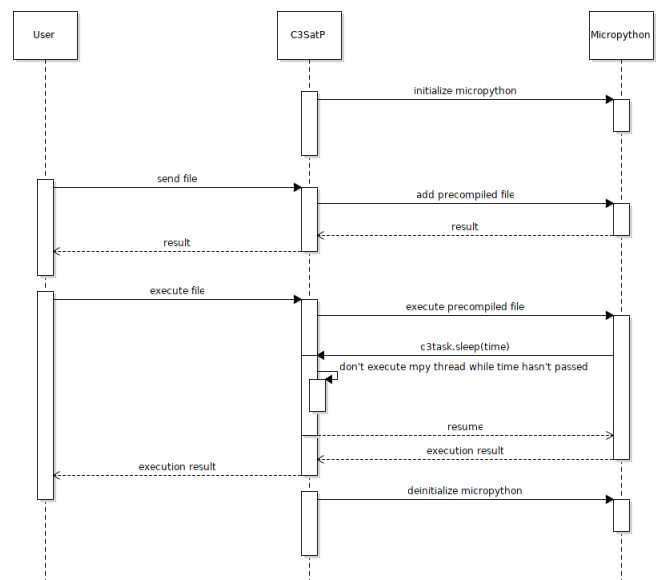 User
C3SatP
Micropython
initialize micropython
send file
add precompiled file
result
result
execute file
execute precompiled file
c3task.sleep(time)
don't execute mpy thread while time hasn't passed
resume
execution result
execution result
deinitialize micropython